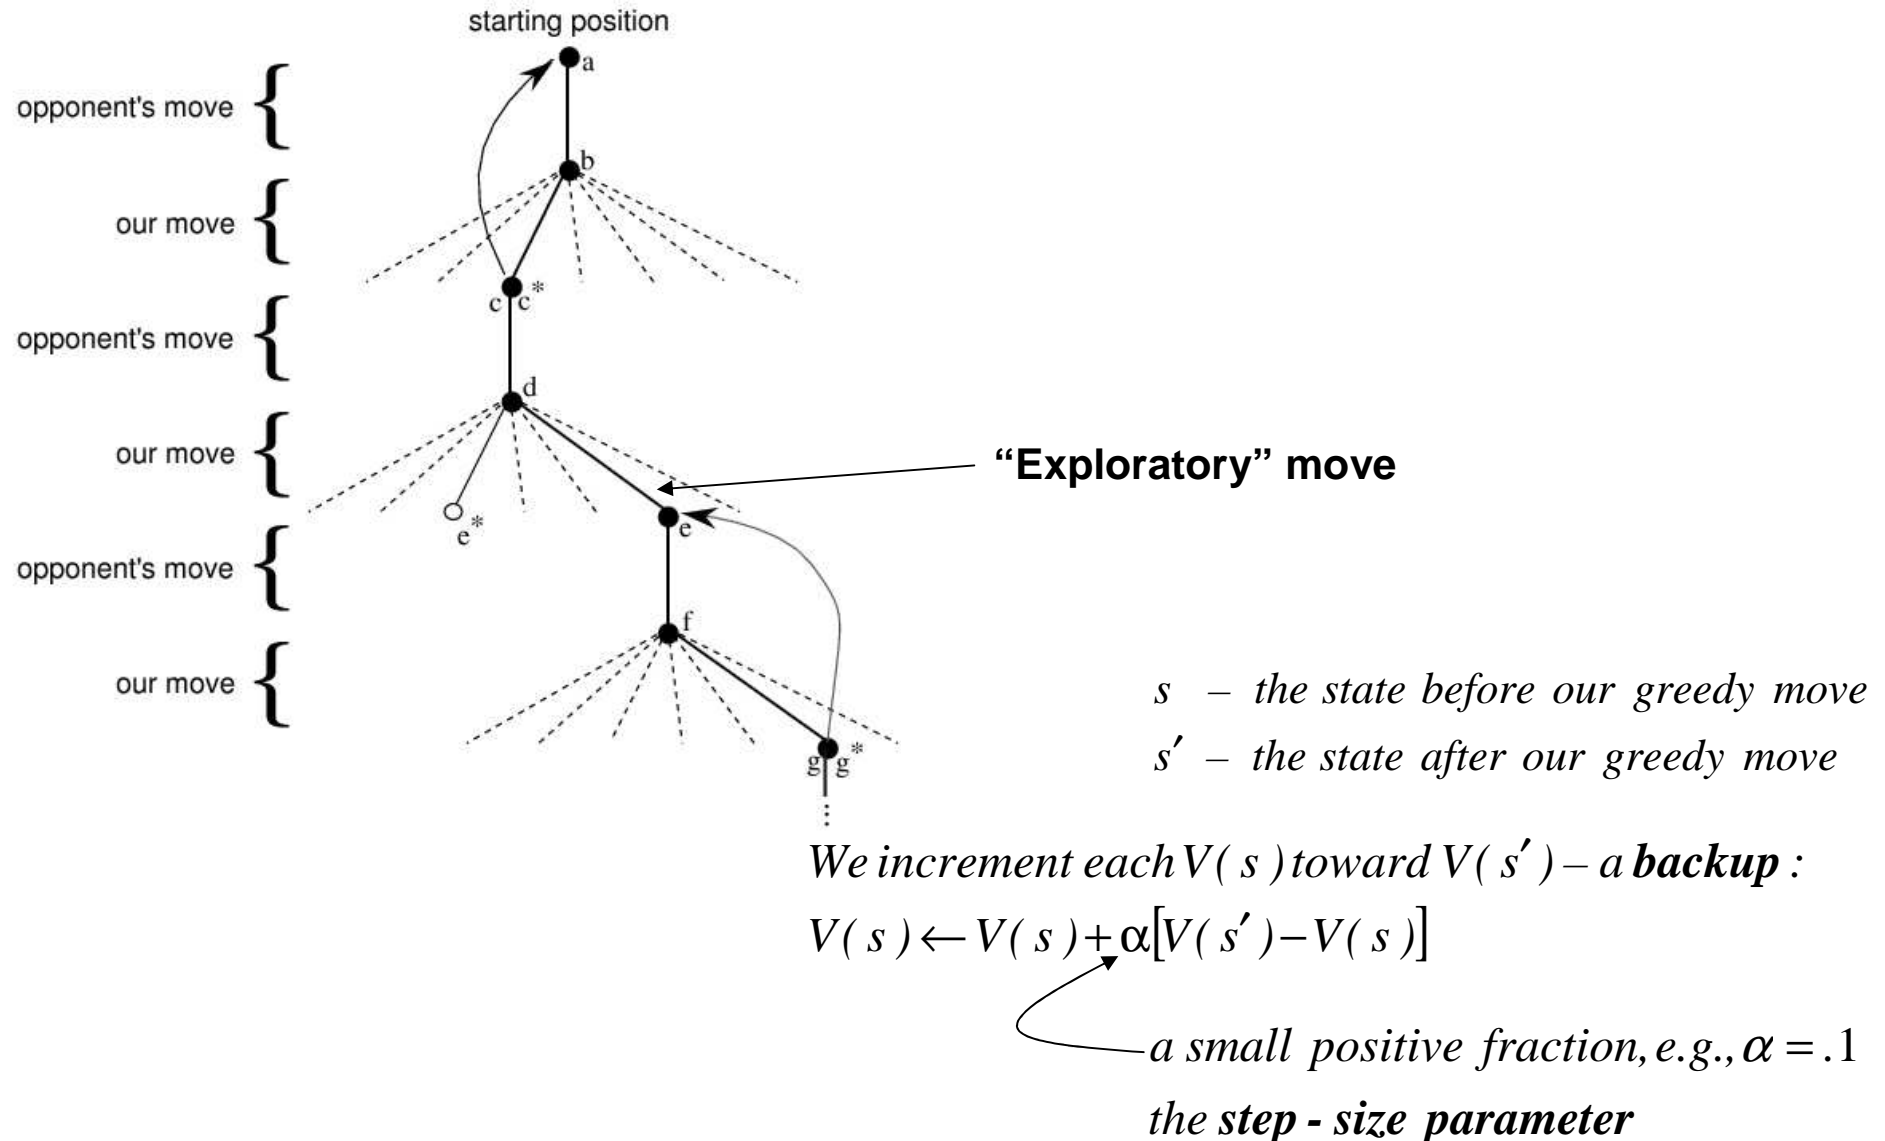 starting position
a
opponent's move {
b
our move {
c c*
opponent's move {
d
our move {
“Exploratory” move
e*
e
opponent's move {
f
our move {
g g*
⋮
s – the state before our greedy move
s′ – the state after our greedy move
We increment each V( s ) toward V( s′ ) – a backup :
V( s ) ← V( s ) + α[V( s′ ) – V( s )]
a small positive fraction, e.g., α = .1
the step - size parameter